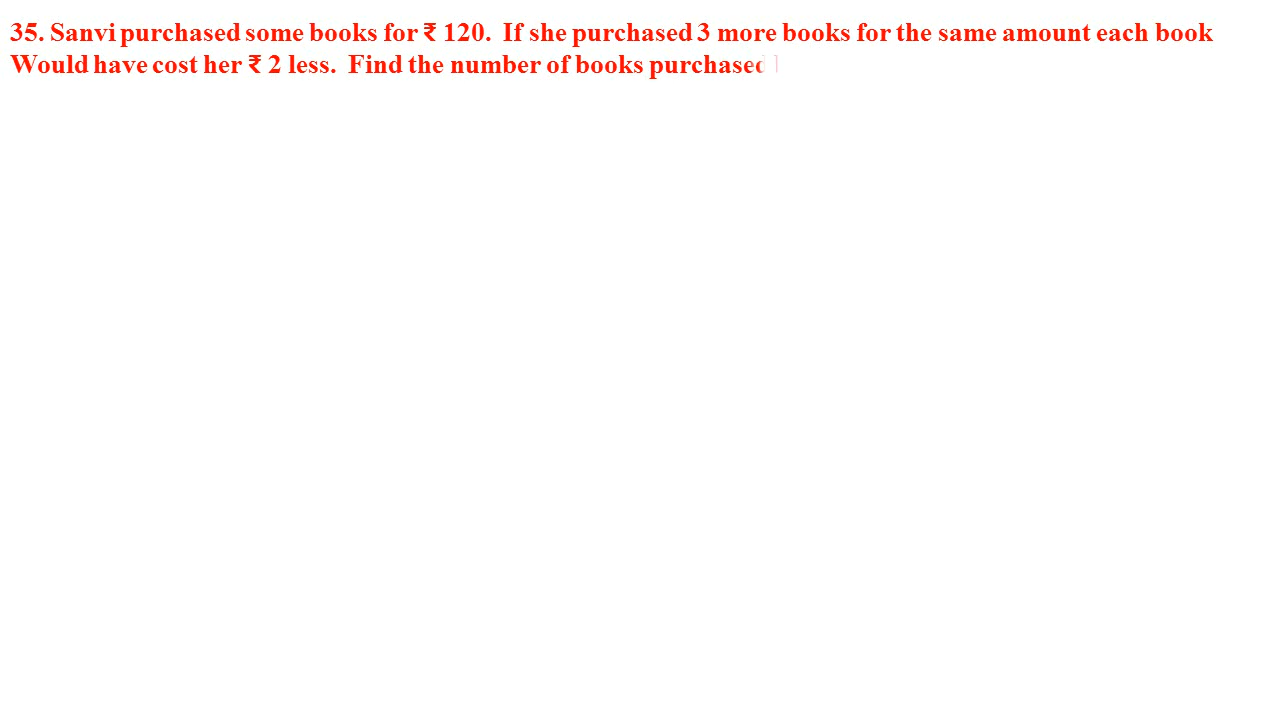 35. Sanvi purchased some books for ₹ 120. If she purchased 3 more books for the same amount each book
Would have cost her ₹ 2 less. Find the number of books purchased